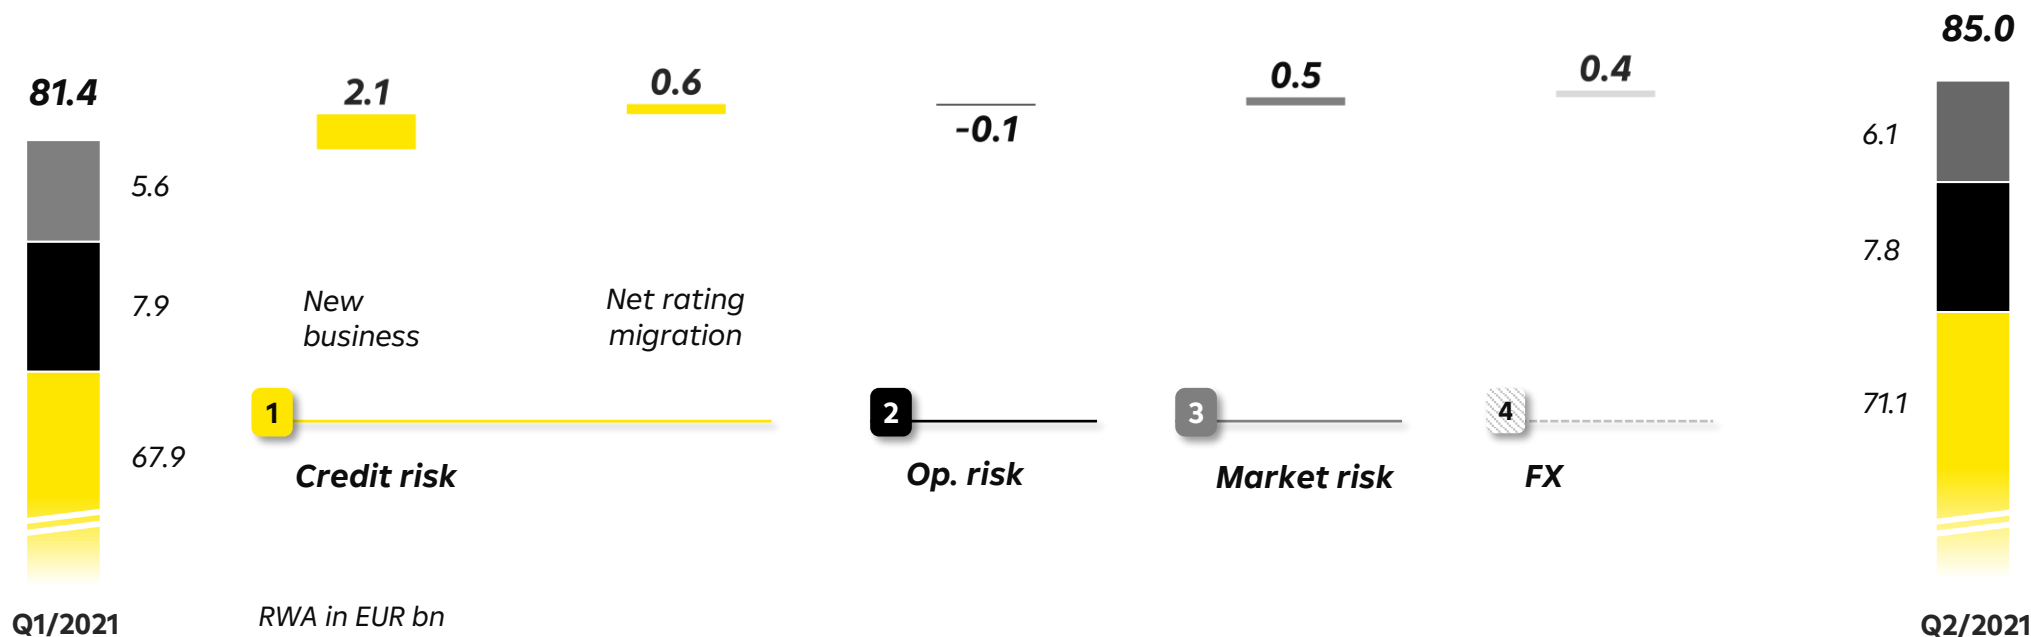 81.4
5.6
7.9
67.9
Q1/2021
2.1
New
business
0.6
Net rating
migration
1
Credit risk
-0.1
2
Op. risk
0.5
3
Market risk
0.4
4
FX
85.0
6.1
7.8
71.1
Q2/2021
RWA in EUR bn